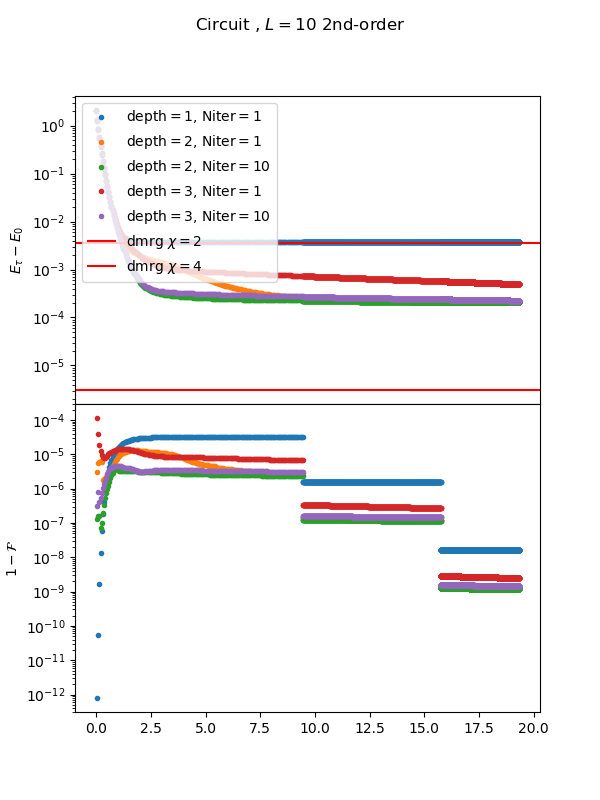 Circuit , L = 10 2nd-order
10⁰
10⁻¹
10⁻²
10⁻³
10⁻⁴
10⁻⁵
E_τ − E_0
depth = 1, Niter = 1
depth = 2, Niter = 1
depth = 2, Niter = 10
depth = 3, Niter = 1
depth = 3, Niter = 10
dmrg χ = 2
dmrg χ = 4
10⁻⁴
10⁻⁵
10⁻⁶
10⁻⁷
10⁻⁸
10⁻⁹
10⁻¹⁰
10⁻¹¹
10⁻¹²
1 − ℱ
0.0 2.5 5.0 7.5 10.0 12.5 15.0 17.5 20.0